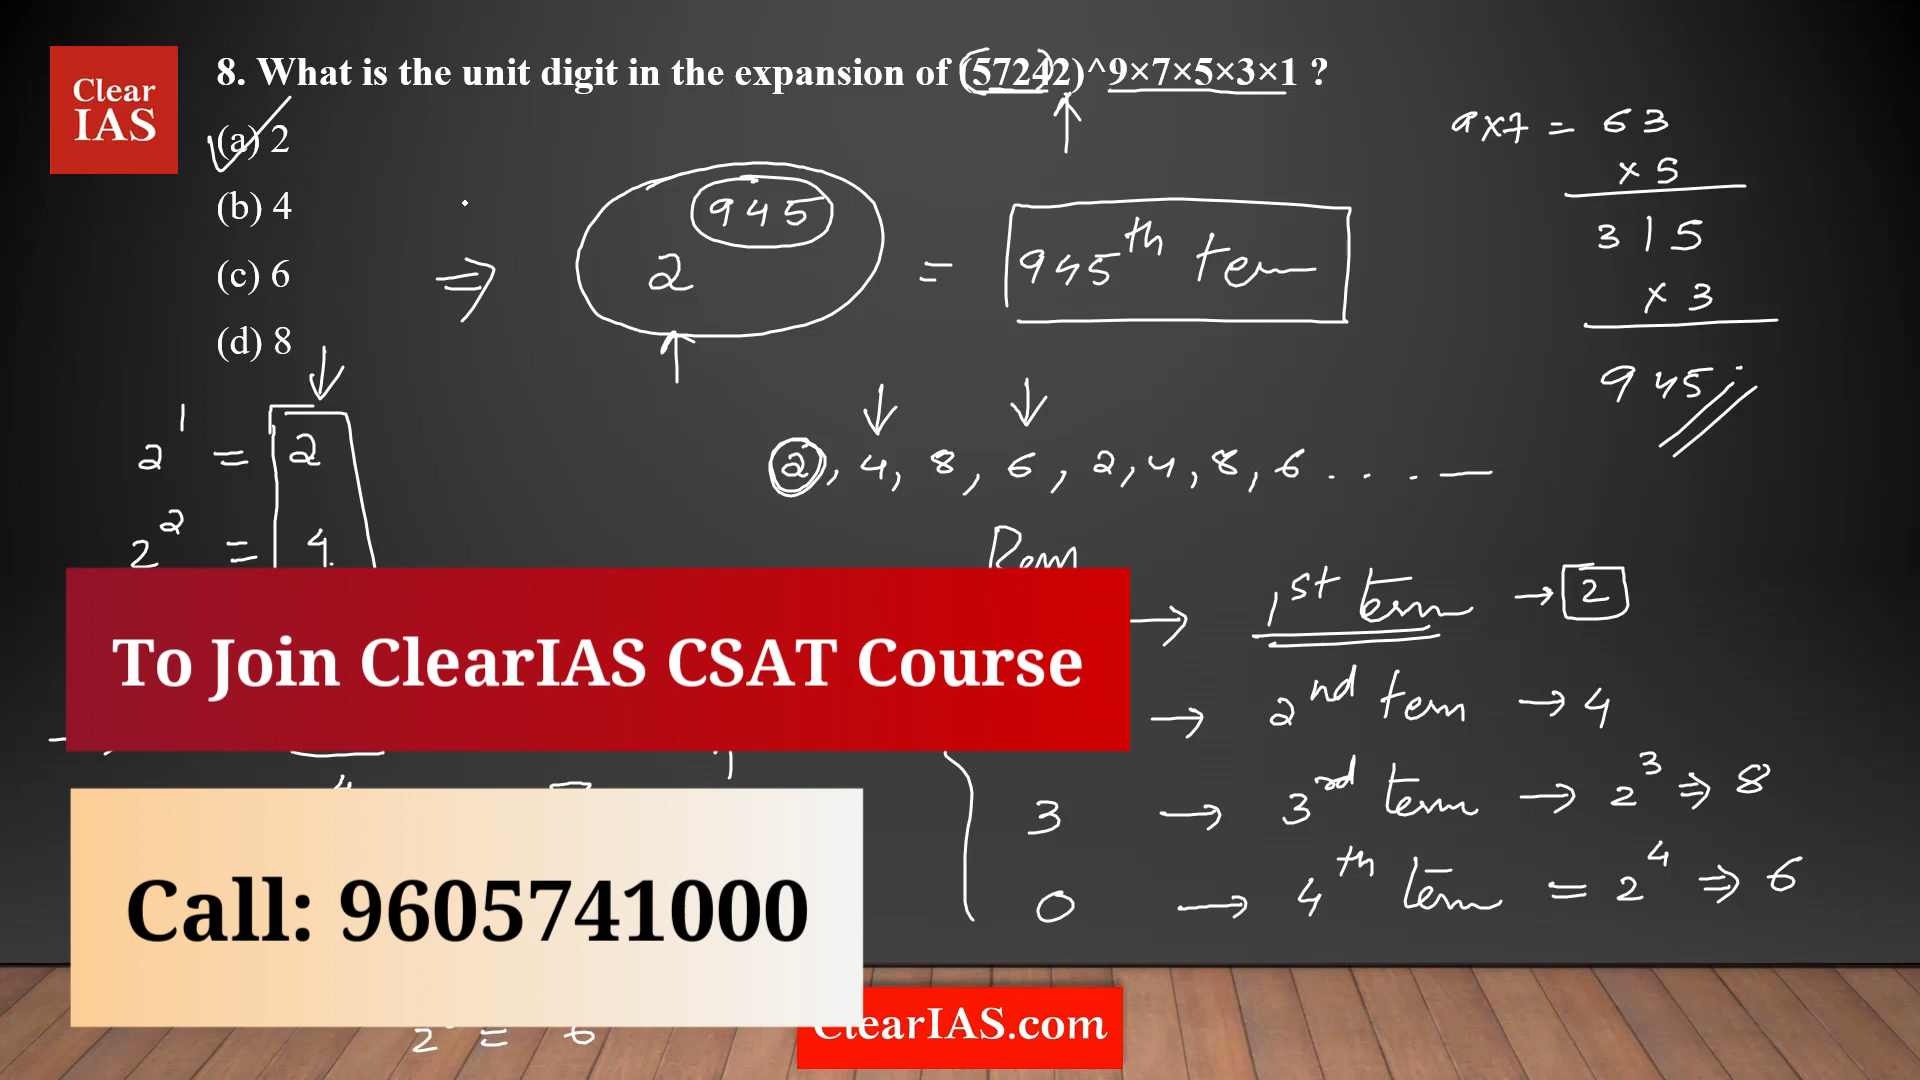 Clear
IAS
8. What is the unit digit in the expansion of (57242)^9×7×5×3×1 ?
(a) 2
(b) 4
(c) 6
(d) 8
9x7 = 63
x 5
315
x 3
945
⇒ 2^945 = 945th term
2^1 = 2
2^2 = 4
2, 4, 8, 6, 2, 4, 8, 6 . . . . —
Rem
→ 1st term → 2
→ 2nd term → 4
3 → 3rd term → 2^3 ⇒ 8
0 → 4th term = 2^4 ⇒ 6
To Join ClearIAS CSAT Course
Call: 9605741000
ClearIAS.com